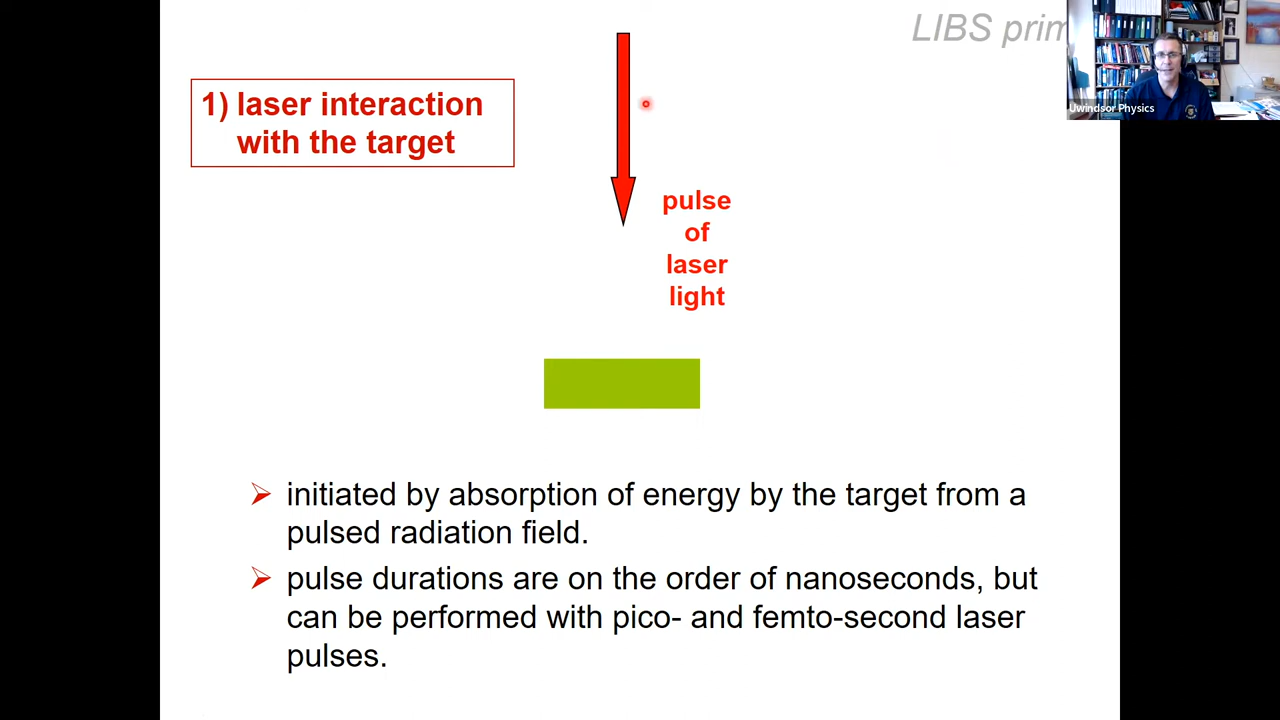 LIBS prim
Uwindsor Physics
1) laser interaction
with the target
pulse
of
laser
light
➢ initiated by absorption of energy by the target from a
pulsed radiation field.
➢ pulse durations are on the order of nanoseconds, but
can be performed with pico- and femto-second laser
pulses.